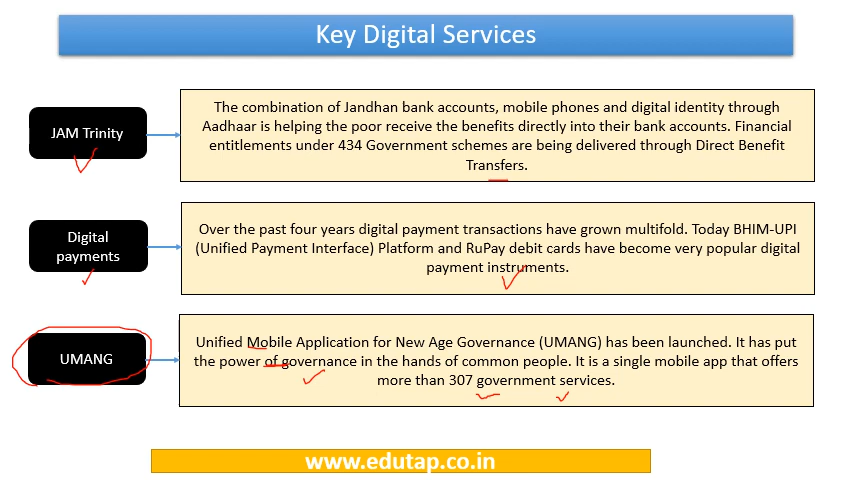 Key Digital Services
JAM Trinity
The combination of Jandhan bank accounts, mobile phones and digital identity through
Aadhaar is helping the poor receive the benefits directly into their bank accounts. Financial
entitlements under 434 Government schemes are being delivered through Direct Benefit
Transfers.
Digital
payments
Over the past four years digital payment transactions have grown multifold. Today BHIM-UPI
(Unified Payment Interface) Platform and RuPay debit cards have become very popular digital
payment instruments.
UMANG
Unified Mobile Application for New Age Governance (UMANG) has been launched. It has put
the power of governance in the hands of common people. It is a single mobile app that offers
more than 307 government services.
www.edutap.co.in